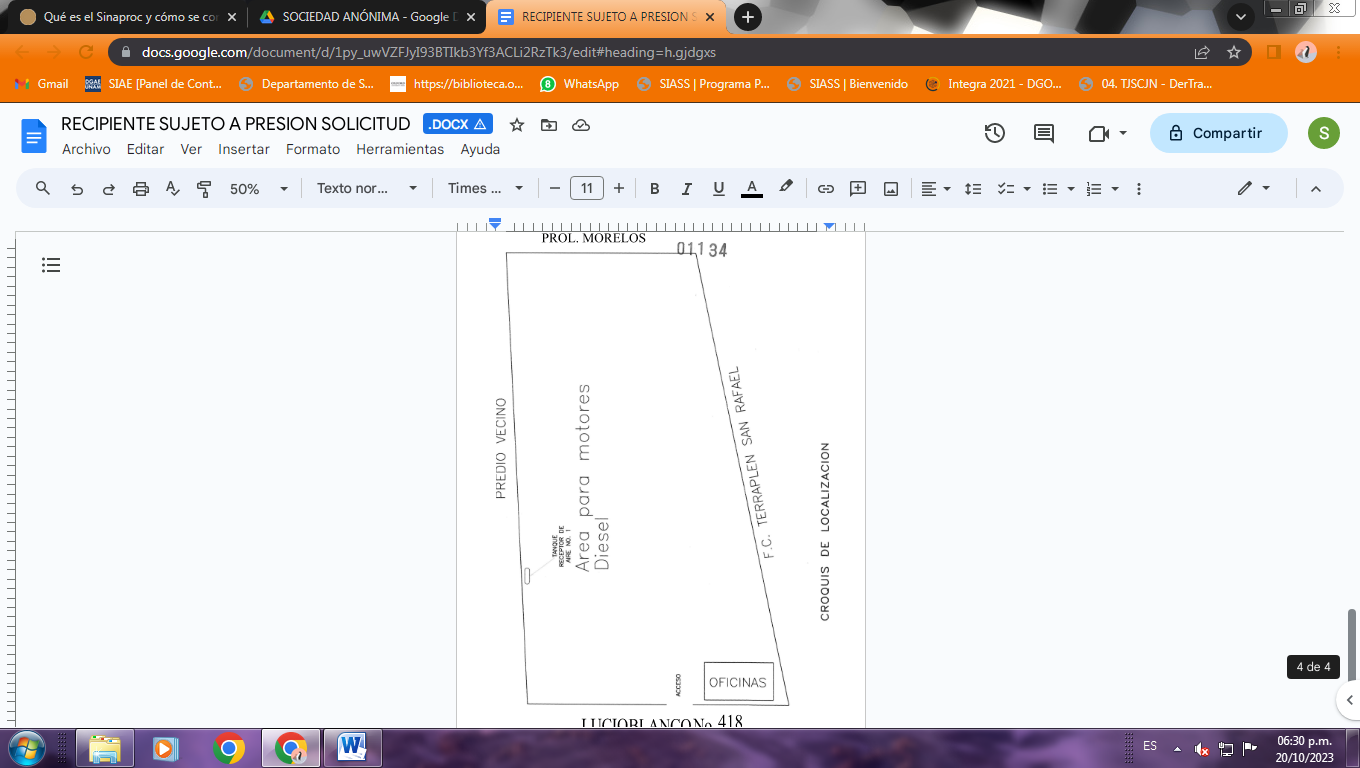 Qué es el Sinaproc y cómo se cor
SOCIEDAD ANÓNIMA - Google D
RECIPIENTE SUJETO A PRESION S
docs.google.com/document/d/1py_uwVZFJyI93BTIkb3Yf3ACLi2RzTk3/edit#heading=h.gjdgxs
Gmail
SIAE [Panel de Cont...
Departamento de S...
https://biblioteca.o...
WhatsApp
SIASS | Programa P...
SIASS | Bienvenido
Integra 2021 - DGO...
04. TJSCJN - DerTra...
RECIPIENTE SUJETO A PRESION SOLICITUD
.DOCX
Archivo Editar Ver Insertar Formato Herramientas Ayuda
Compartir
S
50%
Texto nor...
Times ...
11
B I U A
PROL. MORELOS
01134
PREDIO VECINO
TANQUE
RECEPTOR DE
AIRE NO. 1
Area para motores
Diesel
F.C. TERRAPLEN SAN RAFAEL
CROQUIS DE LOCALIZACION
ACCESO
OFICINAS
LUCIOBLANCO No. 418
4 de 4
ES
06:30 p.m.
20/10/2023